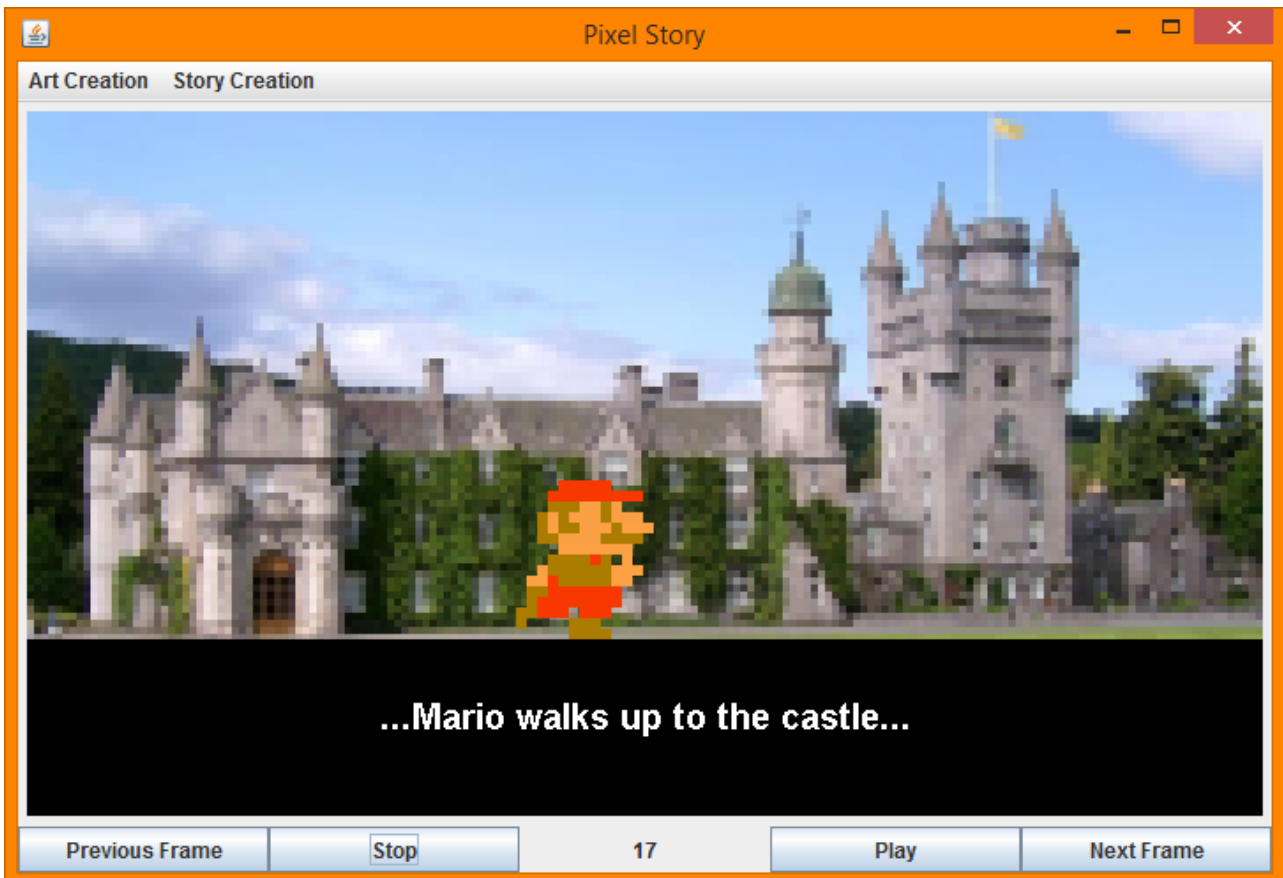 Pixel Story
Art Creation Story Creation
...Mario walks up to the castle...
Previous Frame Stop 17 Play Next Frame